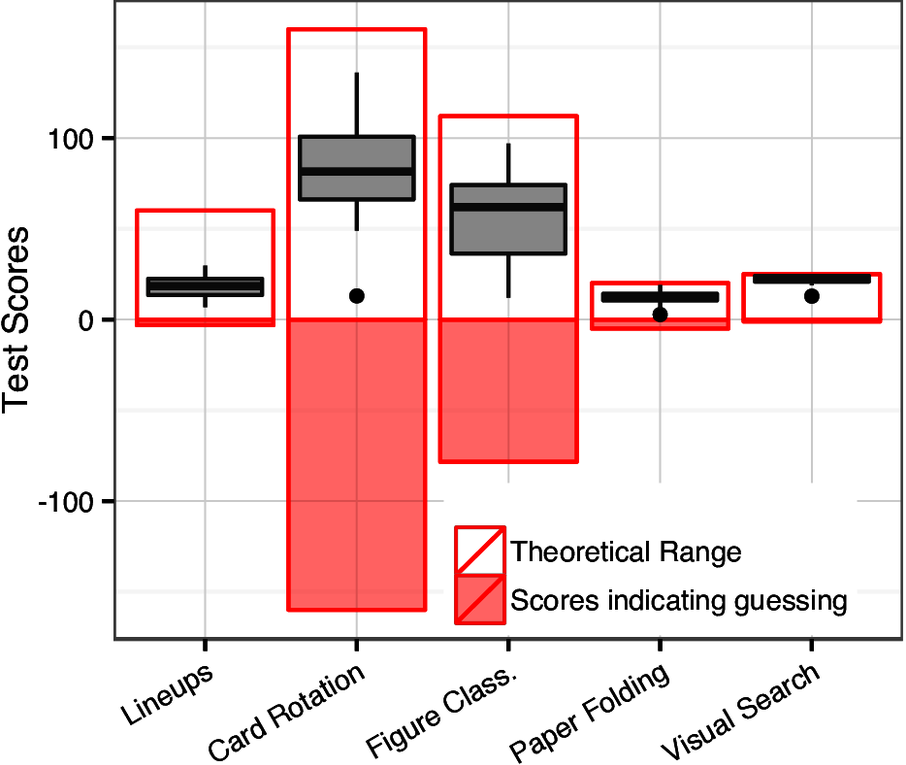 Test Scores
100
0
-100
Theoretical Range
Scores indicating guessing
Lineups
Card Rotation
Figure Class.
Paper Folding
Visual Search